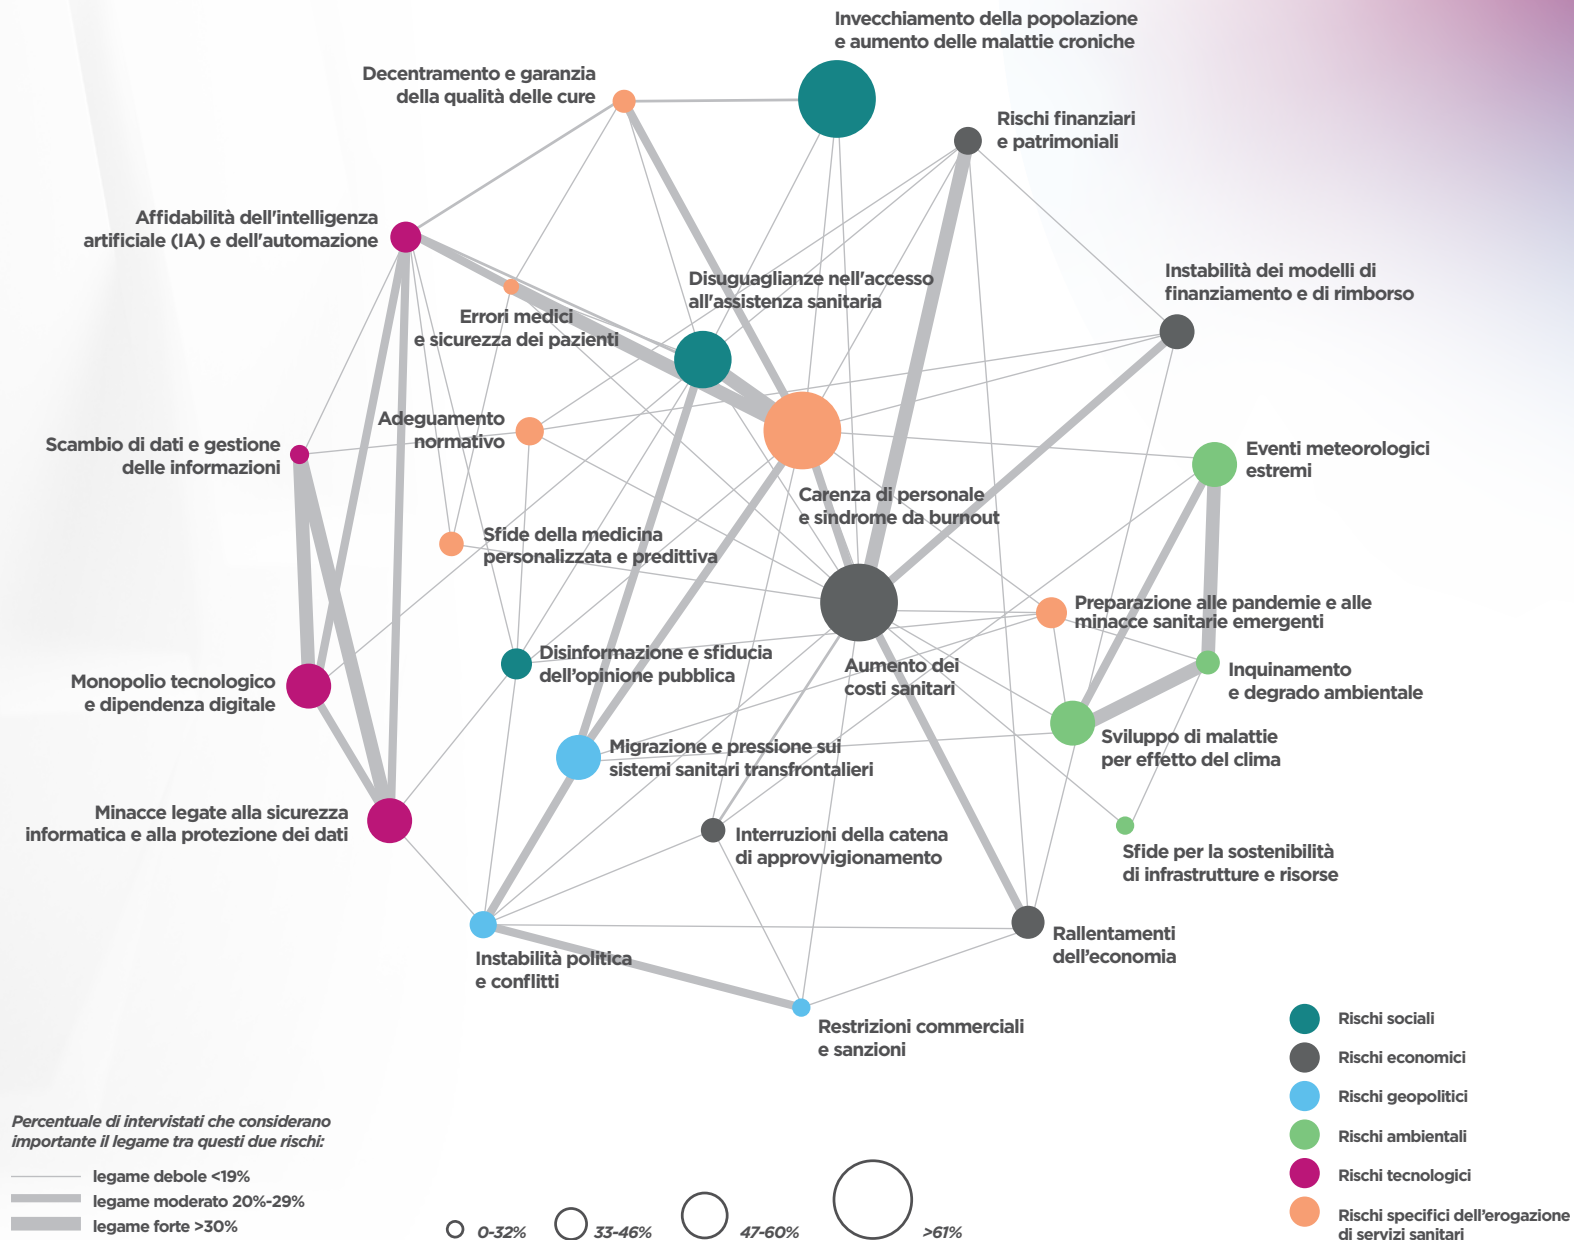 Invecchiamento della popolazione
e aumento delle malattie croniche
Decentramento e garanzia
della qualità delle cure
Rischi finanziari
e patrimoniali
Affidabilità dell'intelligenza
artificiale (IA) e dell'automazione
Disuguaglianze nell'accesso
all'assistenza sanitaria
Instabilità dei modelli di
finanziamento e di rimborso
Errori medici
e sicurezza dei pazienti
Adeguamento
normativo
Scambio di dati e gestione
delle informazioni
Eventi meteorologici
estremi
Carenza di personale
e sindrome da burnout
Sfide della medicina
personalizzata e predittiva
Preparazione alle pandemie e alle
minacce sanitarie emergenti
Disinformazione e sfiducia
dell’opinione pubblica
Aumento dei
costi sanitari
Inquinamento
e degrado ambientale
Monopolio tecnologico
e dipendenza digitale
Migrazione e pressione sui
sistemi sanitari transfrontalieri
Sviluppo di malattie
per effetto del clima
Minacce legate alla sicurezza
informatica e alla protezione dei dati
Interruzioni della catena
di approvvigionamento
Sfide per la sostenibilità
di infrastrutture e risorse
Instabilità politica
e conflitti
Rallentamenti
dell’economia
Restrizioni commerciali
e sanzioni
Percentuale di intervistati che considerano
importante il legame tra questi due rischi:
legame debole <19%
legame moderato 20%-29%
legame forte >30%
0-32%
33-46%
47-60%
>61%
Rischi sociali
Rischi economici
Rischi geopolitici
Rischi ambientali
Rischi tecnologici
Rischi specifici dell’erogazione
di servizi sanitari